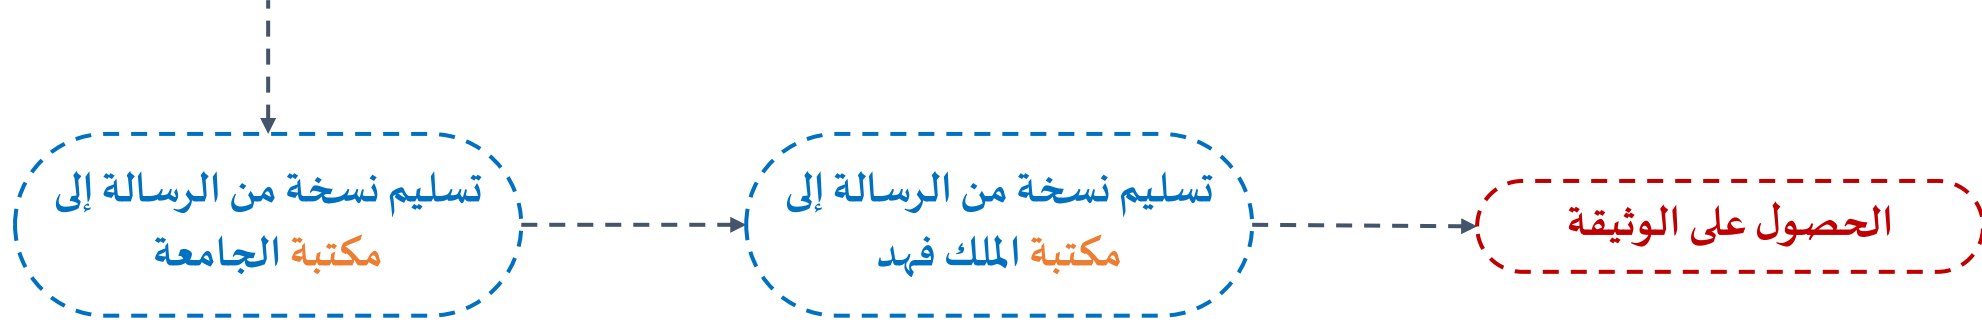 تسليم نسخة من الرسالة إلى
مكتبة الجامعة
تسليم نسخة من الرسالة إلى
مكتبة الملك فهد
الحصول على الوثيقة